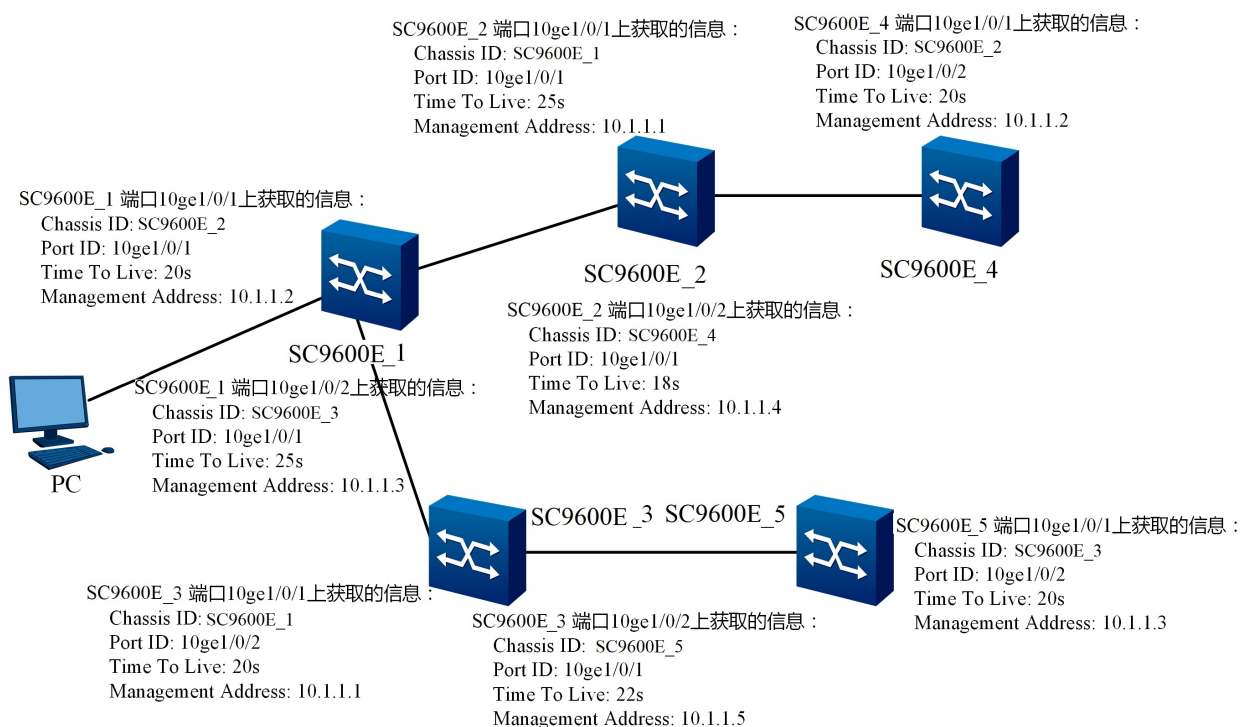 SC9600E_2 端口10ge1/0/1上获取的信息：
Chassis ID: SC9600E_1
Port ID: 10ge1/0/1
Time To Live: 25s
Management Address: 10.1.1.1
SC9600E_4 端口10ge1/0/1上获取的信息：
Chassis ID: SC9600E_2
Port ID: 10ge1/0/2
Time To Live: 20s
Management Address: 10.1.1.2
SC9600E_1 端口10ge1/0/1上获取的信息：
Chassis ID: SC9600E_2
Port ID: 10ge1/0/1
Time To Live: 20s
Management Address: 10.1.1.2
SC9600E_2
SC9600E_4
SC9600E_1
SC9600E_2 端口10ge1/0/2上获取的信息：
Chassis ID: SC9600E_4
Port ID: 10ge1/0/1
Time To Live: 18s
Management Address: 10.1.1.4
SC9600E_1 端口10ge1/0/2上获取的信息：
Chassis ID: SC9600E_3
Port ID: 10ge1/0/1
Time To Live: 25s
Management Address: 10.1.1.3
PC
SC9600E_3
SC9600E_5
SC9600E_5 端口10ge1/0/1上获取的信息：
Chassis ID: SC9600E_3
Port ID: 10ge1/0/2
Time To Live: 20s
Management Address: 10.1.1.3
SC9600E_3 端口10ge1/0/1上获取的信息：
Chassis ID: SC9600E_1
Port ID: 10ge1/0/2
Time To Live: 20s
Management Address: 10.1.1.1
SC9600E_3 端口10ge1/0/2上获取的信息：
Chassis ID: SC9600E_5
Port ID: 10ge1/0/1
Time To Live: 22s
Management Address: 10.1.1.5